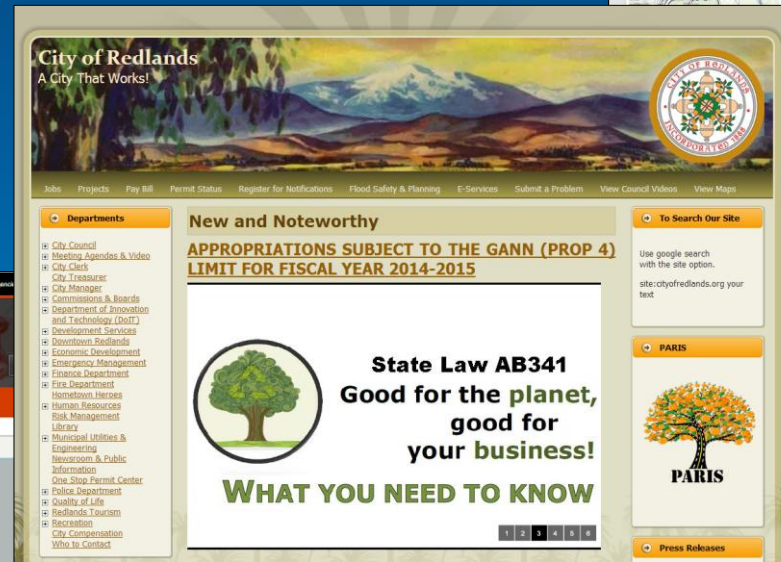 City of Redlands
A City That Works!
CITY OF REDLANDS
INCORPORATED 1888
Jobs Projects Pay Bill Permit Status Register for Notifications Flood Safety & Planning E-Services Submit a Problem View Council Videos View Maps
Departments
City Council
Meeting Agendas & Video
City Clerk
City Treasurer
City Manager
Commissions & Boards
Department of Innovation
and Technology (DoIT)
Development Services
Downtown Redlands
Economic Development
Emergency Management
Finance Department
Fire Department
Hometown Heroes
Human Resources
Risk Management
Library
Municipal Utilities &
Engineering
Newsroom & Public
Information
One Stop Permit Center
Police Department
Quality of Life
Redlands Tourism
Recreation
City Compensation
Who to Contact
New and Noteworthy
APPROPRIATIONS SUBJECT TO THE GANN (PROP 4)
LIMIT FOR FISCAL YEAR 2014-2015
State Law AB341
Good for the planet,
good for
your business!
WHAT YOU NEED TO KNOW
1 2 3 4 5 6
To Search Our Site
Use google search
with the site option.
site:cityofredlands.org your
text
PARIS
PARIS
Press Releases